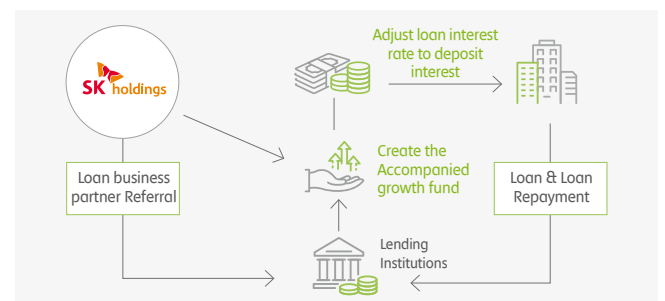 Adjust loan interest
rate to deposit
interest
SK holdings
Create the
Accompanied
growth fund
Loan business
partner Referral
Loan & Loan
Repayment
Lending
Institutions